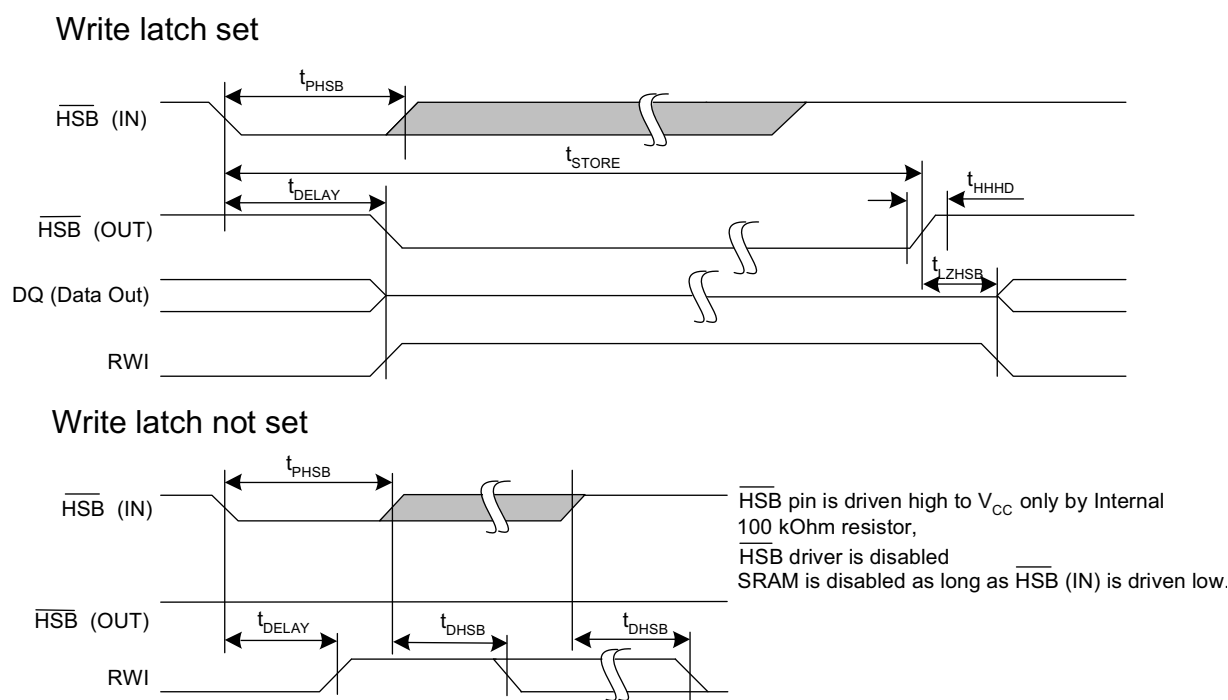 Write latch set
tPHSB
HSB (IN)
tSTORE
tDELAY
tHHHD
HSB (OUT)
tLZHSB
DQ (Data Out)
RWI
Write latch not set
tPHSB
HSB (IN)
HSB pin is driven high to VCC only by Internal
100 kOhm resistor,
HSB driver is disabled
SRAM is disabled as long as HSB (IN) is driven low.
HSB (OUT)
tDELAY
tDHSB
tDHSB
RWI